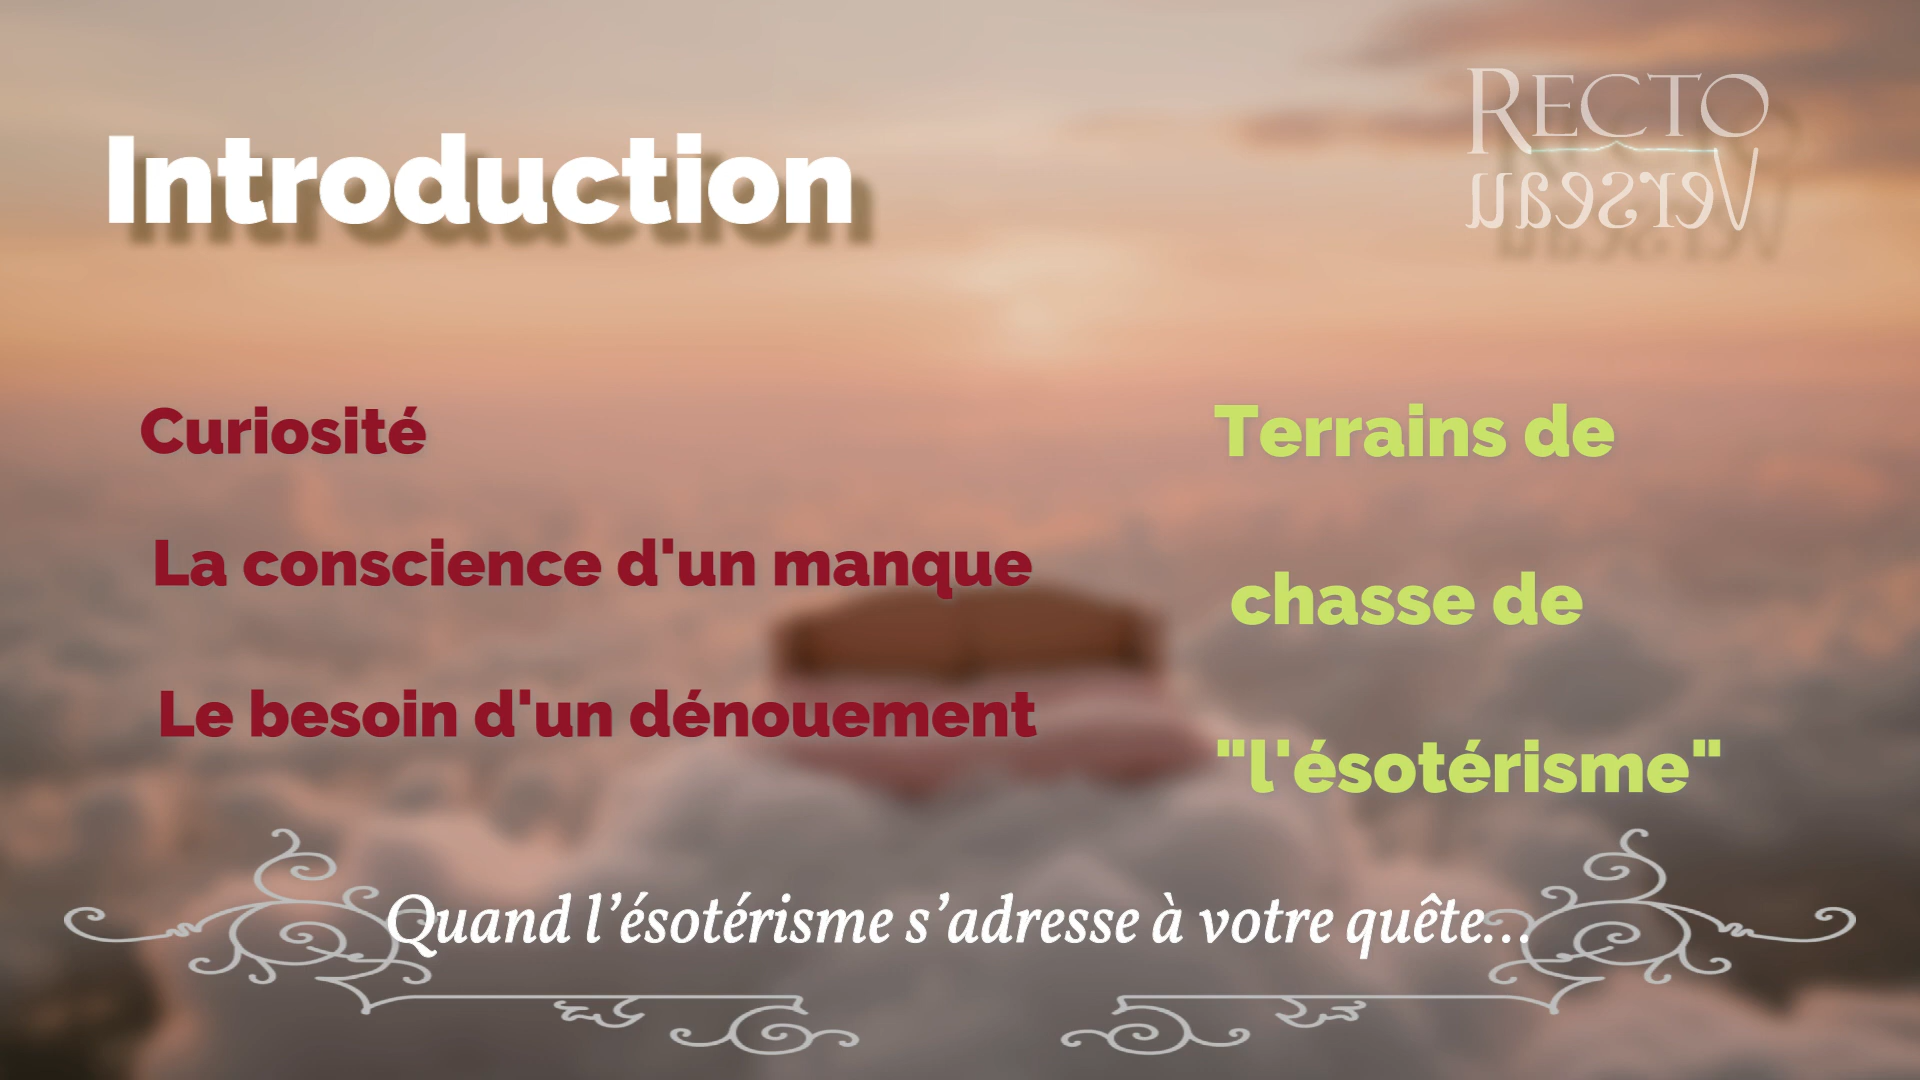 Introduction
RECTO
Verseau
Curiosité
La conscience d'un manque
Le besoin d'un dénouement
Terrains de
chasse de
"l'ésotérisme"
Quand l’ésotérisme s’adresse à votre quête...